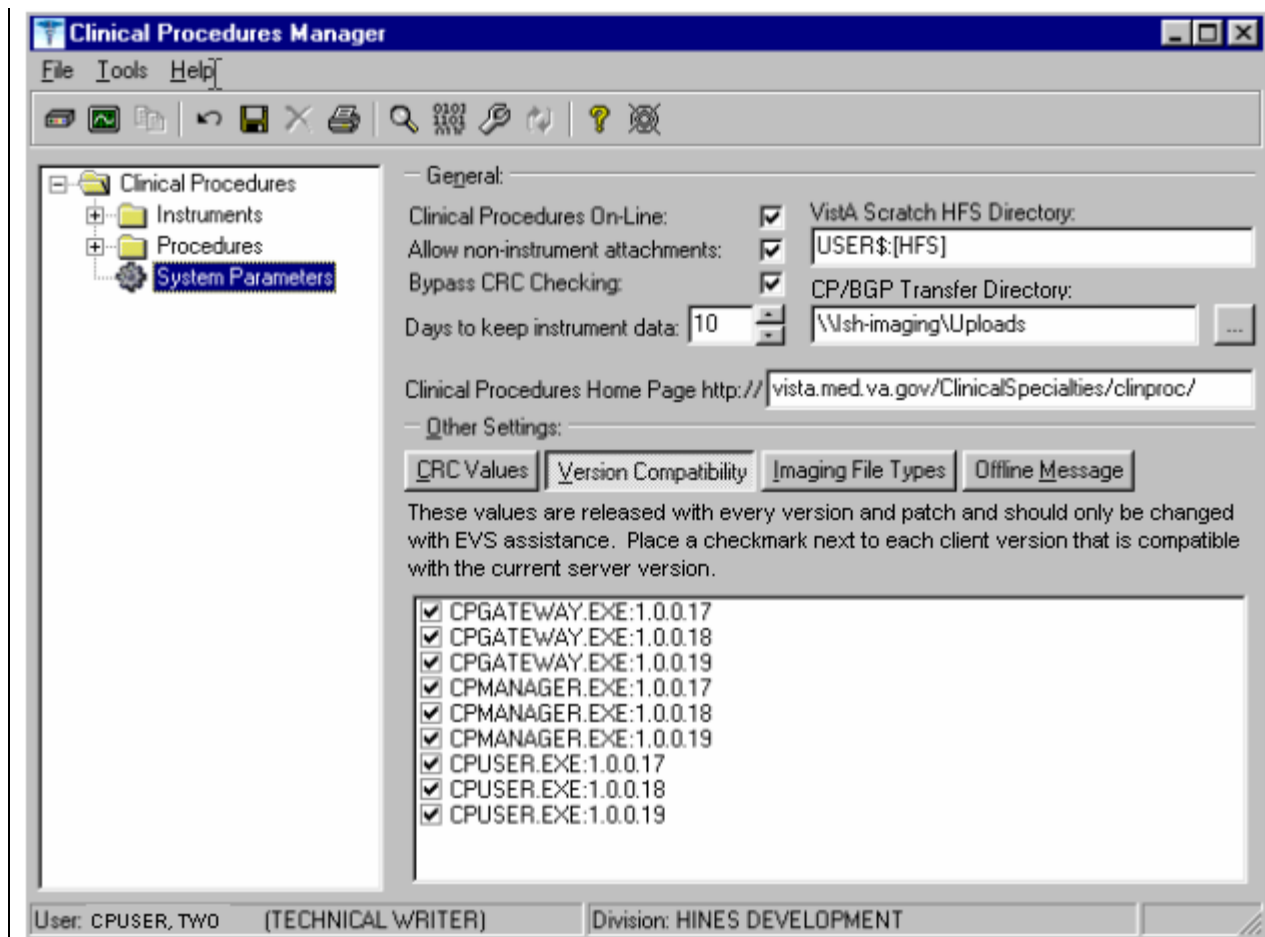 Clinical Procedures Manager
File Tools Help
Clinical Procedures
Instruments
Procedures
System Parameters
General:
Clinical Procedures On-Line:
Allow non-instrument attachments:
Bypass CRC Checking:
Days to keep instrument data: 10
VistA Scratch HFS Directory:
USER$:[HFS]
CP/BGP Transfer Directory:
\\Ish-imaging\Uploads
...
Clinical Procedures Home Page http:// vista.med.va.gov/ClinicalSpecialties/clinproc/
Other Settings:
CRC Values Version Compatibility Imaging File Types Offline Message
These values are released with every version and patch and should only be changed
with EVS assistance. Place a checkmark next to each client version that is compatible
with the current server version.
CPGATEWAY.EXE:1.0.0.17
CPGATEWAY.EXE:1.0.0.18
CPGATEWAY.EXE:1.0.0.19
CPMANAGER.EXE:1.0.0.17
CPMANAGER.EXE:1.0.0.18
CPMANAGER.EXE:1.0.0.19
CPUSER.EXE:1.0.0.17
CPUSER.EXE:1.0.0.18
CPUSER.EXE:1.0.0.19
User: CPUSER, TWO (TECHNICAL WRITER) Division: HINES DEVELOPMENT